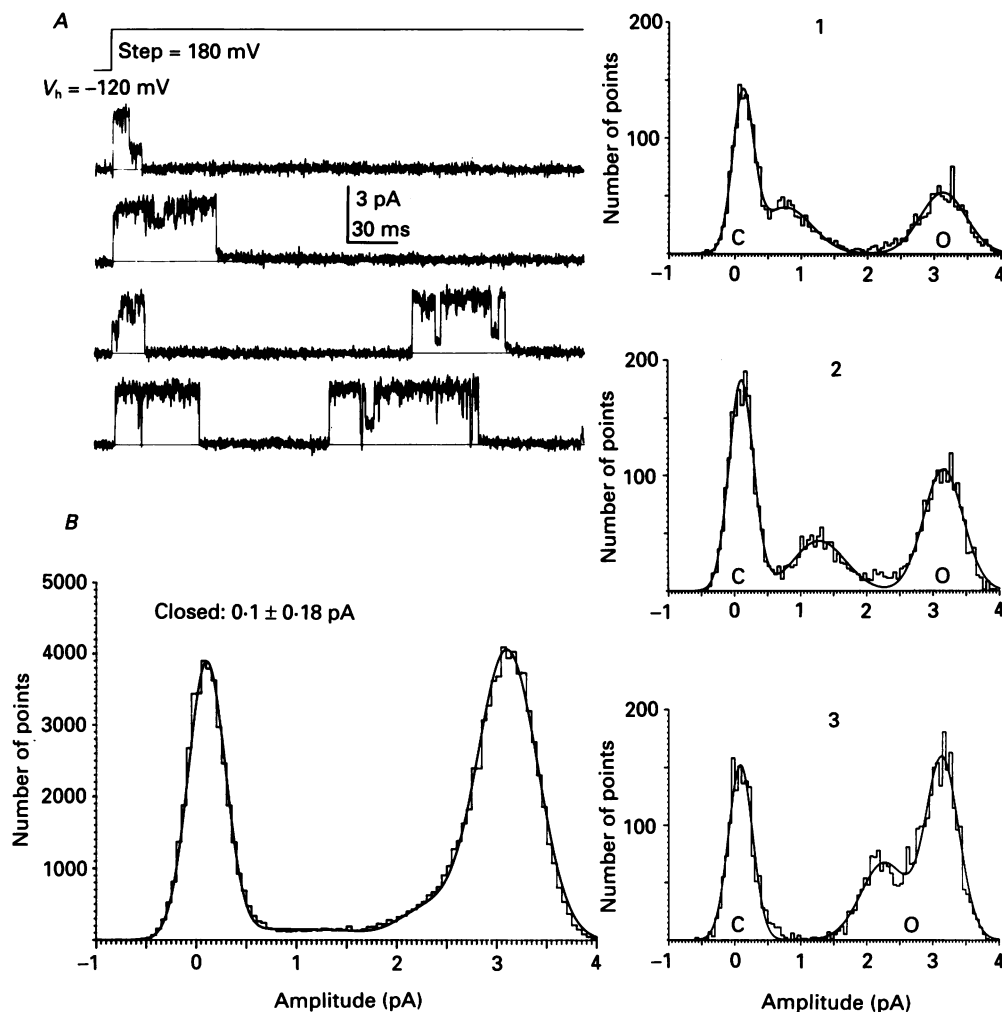 A
Step = 180 mV
Vh = −120 mV
3 pA
30 ms
B
Closed: 0·1 ± 0·18 pA
Number of points
5000
4000
3000
2000
1000
−1 0 1 2 3 4
Amplitude (pA)
1
Number of points
200
100
C O
−1 0 1 2 3 4
2
Number of points
200
100
C O
−1 0 1 2 3 4
3
Number of points
200
100
C O
−1 0 1 2 3 4
Amplitude (pA)